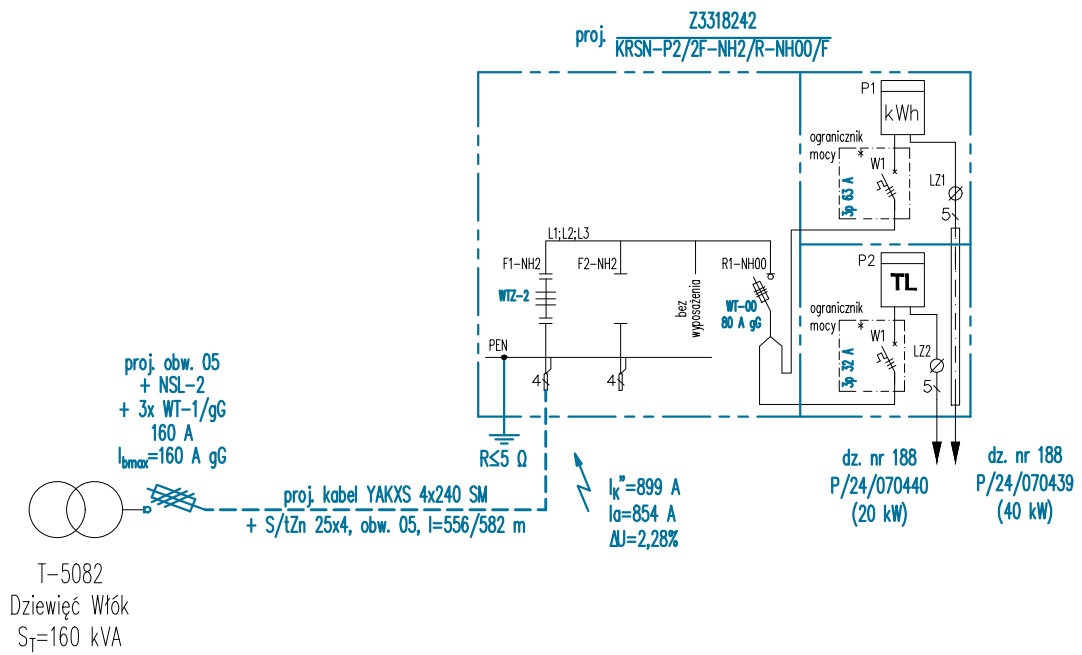 proj. Z3318242
KRSN-P2/2F-NH2/R-NH00/F
P1
kWh
ogranicznik
mocy
*
W1
3p 63 A
LZ1
5
L1;L2;L3
F1-NH2
F2-NH2
R1-NH00
WTZ-2
bez
wyposażenia
WT-00
80 A gG
P2
TL
ogranicznik
mocy
*
W1
3p 32 A
LZ2
5
PEN
4
4
R≤5 Ω
proj. obw. 05
+ NSL-2
+ 3x WT-1/gG
160 A
Ibmax=160 A gG
proj. kabel YAKXS 4x240 SM
+ S/tZn 25x4, obw. 05, l=556/582 m
IK"=899 A
Ia=854 A
ΔU=2,28%
dz. nr 188
P/24/070440
(20 kW)
dz. nr 188
P/24/070439
(40 kW)
T-5082
Dziewięć Włók
ST=160 kVA